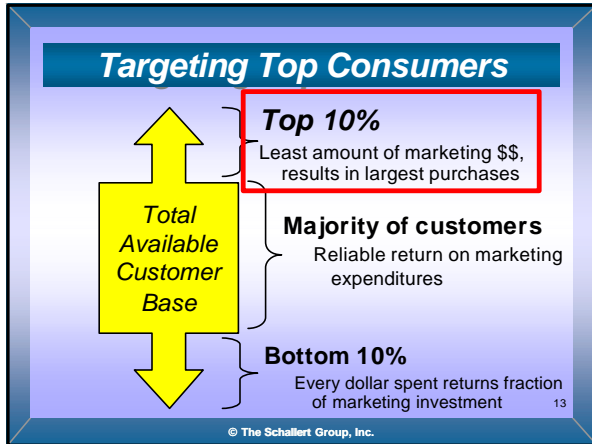 Targeting Top Consumers
Top 10%
Least amount of marketing $$,
results in largest purchases
Total
Available
Customer
Base
Majority of customers
Reliable return on marketing
expenditures
Bottom 10%
Every dollar spent returns fraction
of marketing investment
13
© The Schallert Group, Inc.